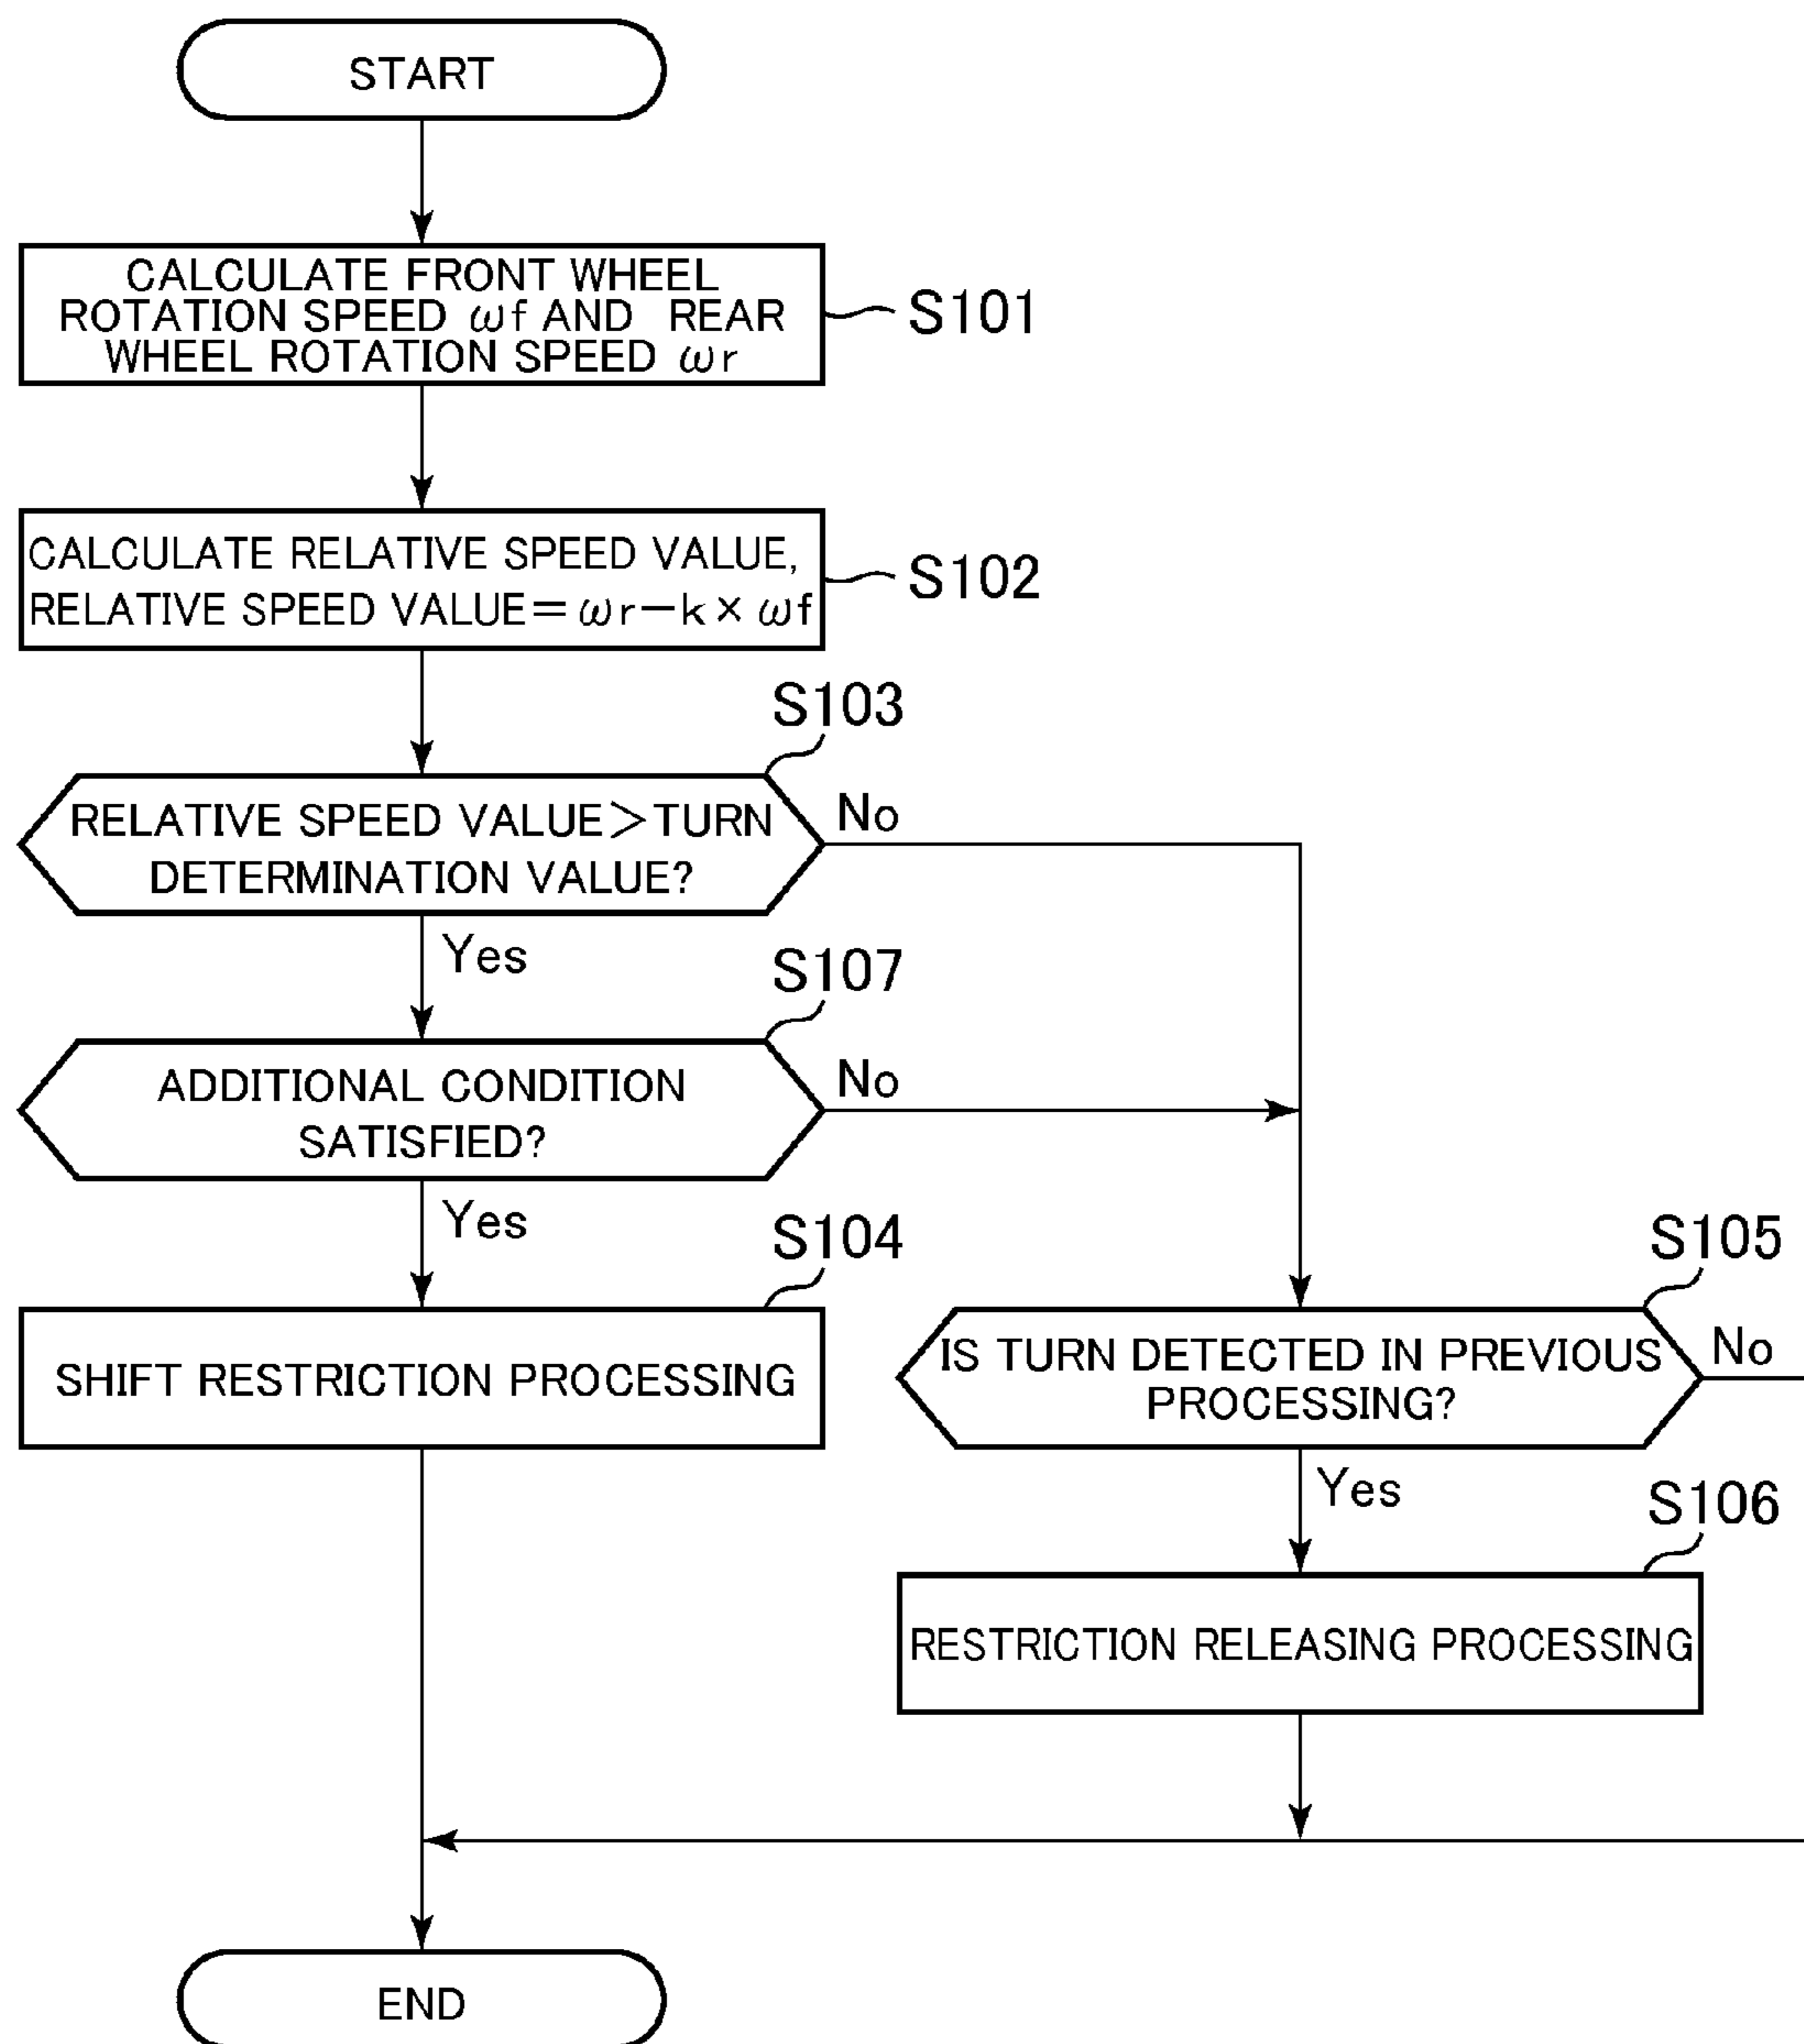 START
CALCULATE FRONT WHEEL
ROTATION SPEED ωf AND REAR
WHEEL ROTATION SPEED ωr
S101
CALCULATE RELATIVE SPEED VALUE,
RELATIVE SPEED VALUE=ωr−k× ωf
S102
S103
RELATIVE SPEED VALUE>TURN
DETERMINATION VALUE?
No
Yes
S107
ADDITIONAL CONDITION
SATISFIED?
No
Yes
S104
SHIFT RESTRICTION PROCESSING
S105
IS TURN DETECTED IN PREVIOUS
PROCESSING?
No
Yes
S106
RESTRICTION RELEASING PROCESSING
END